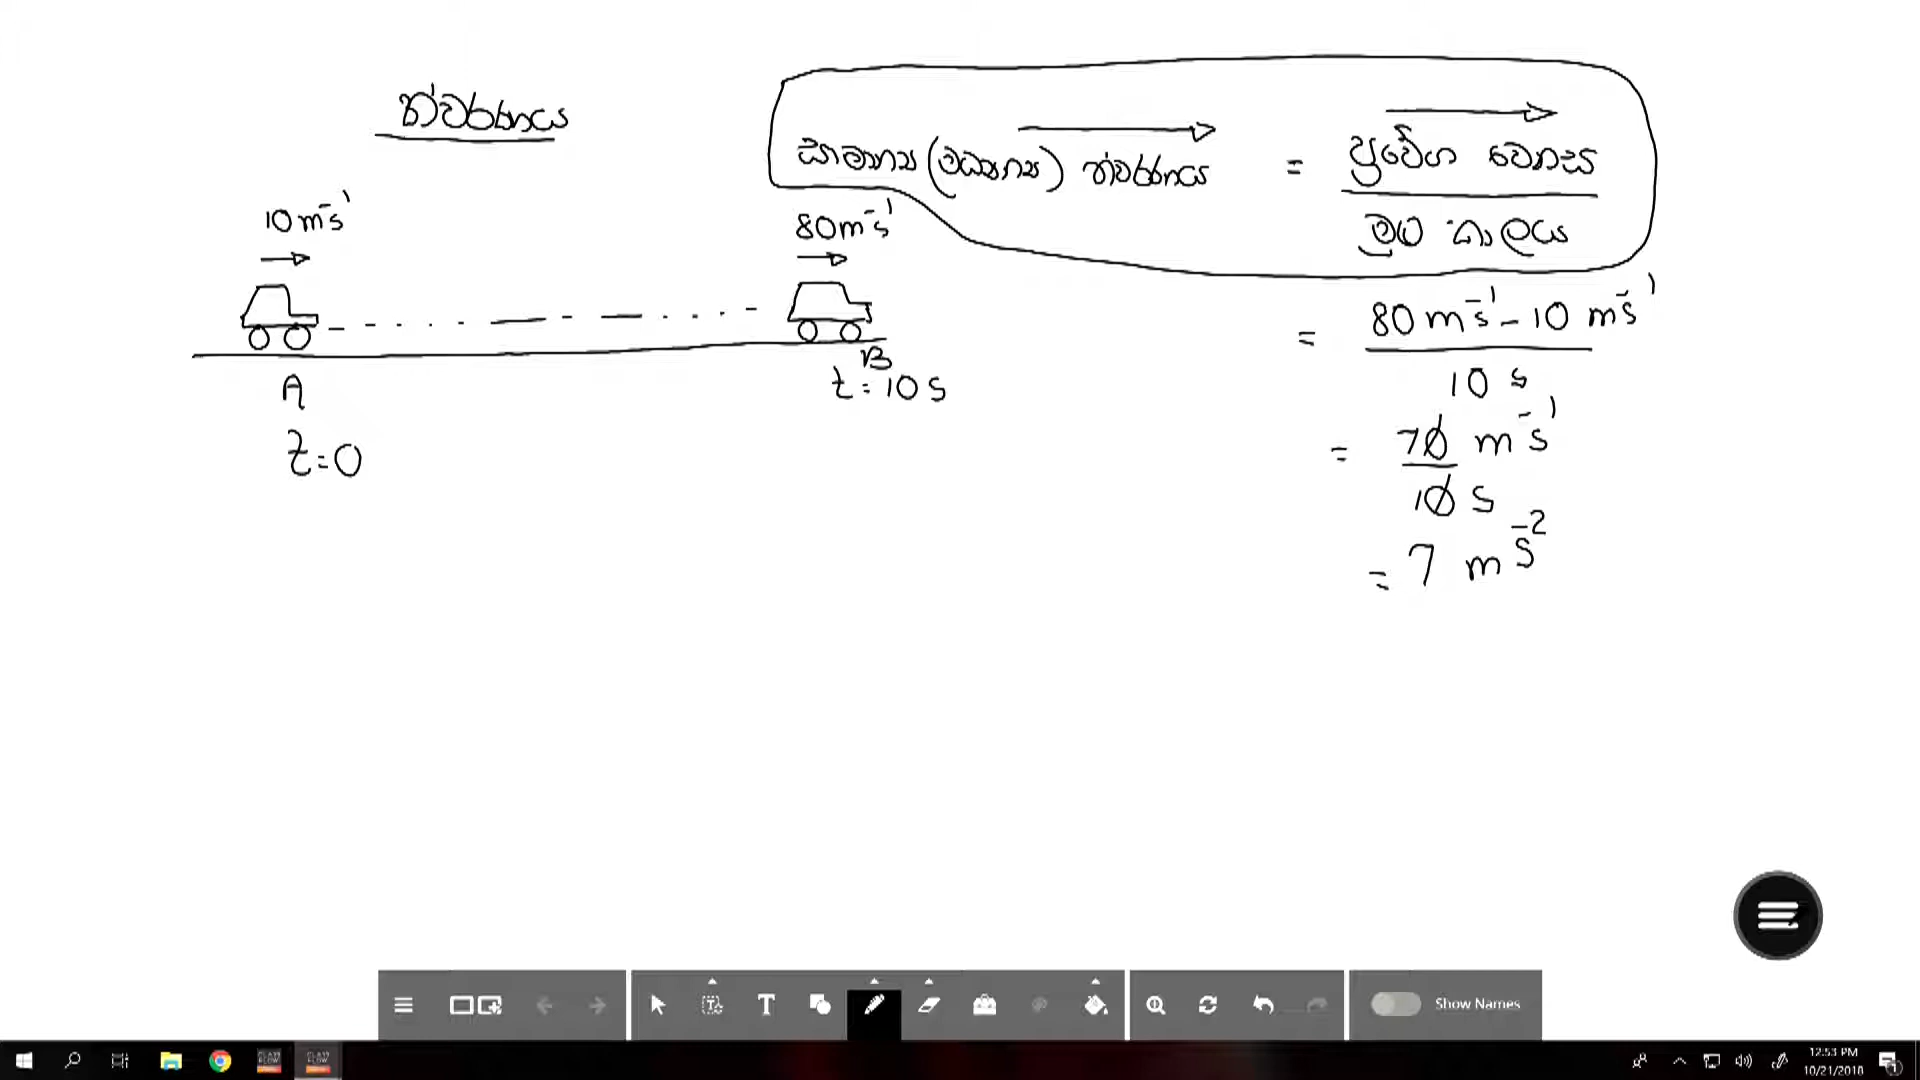 ත්වරණය
සාමාන්‍ය (මධ්‍යන්‍ය) ත්වරණය = ප්‍රවේග වෙනස
මුළු කාලය
10 ms⁻¹
80 ms⁻¹
A
t = 0
B
t = 10 s
= 80 ms⁻¹ – 10 ms⁻¹
10 s
= 70 ms⁻¹
10 s
= 7 ms⁻²
Show Names
12:53 PM
10/21/2018